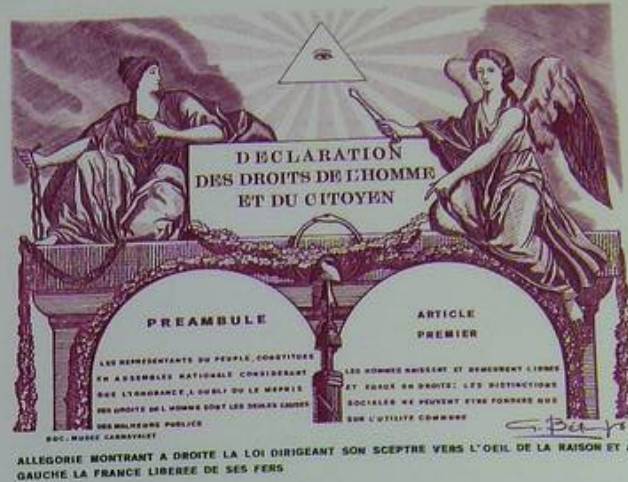 DECLARATION
DES DROITS DE L'HOMME
ET DU CITOYEN
PREAMBULE
LES REPRESENTANTS DU PEUPLE, CONSTITUES
EN ASSEMBLEE NATIONALE CONSIDERANT
QUE L'IGNORANCE, L'OUBLI OU LE MEPRIS
DES DROITS DE L'HOMME SONT LES SEULES CAUSES
DES MALHEURS PUBLICS
ARTICLE
PREMIER
LES HOMMES NAISSENT ET DEMEURENT LIBRES
ET EGAUX EN DROITS: LES DISTINCTIONS
SOCIALES NE PEUVENT ETRE FONDEES QUE
SUR L'UTILITE COMMUNE
DOC. MUSEE CARNAVALET
ALLEGORIE MONTRANT A DROITE LA LOI DIRIGEANT SON SCEPTRE VERS L'OEIL DE LA RAISON ET A
GAUCHE LA FRANCE LIBEREE DE SES FERS